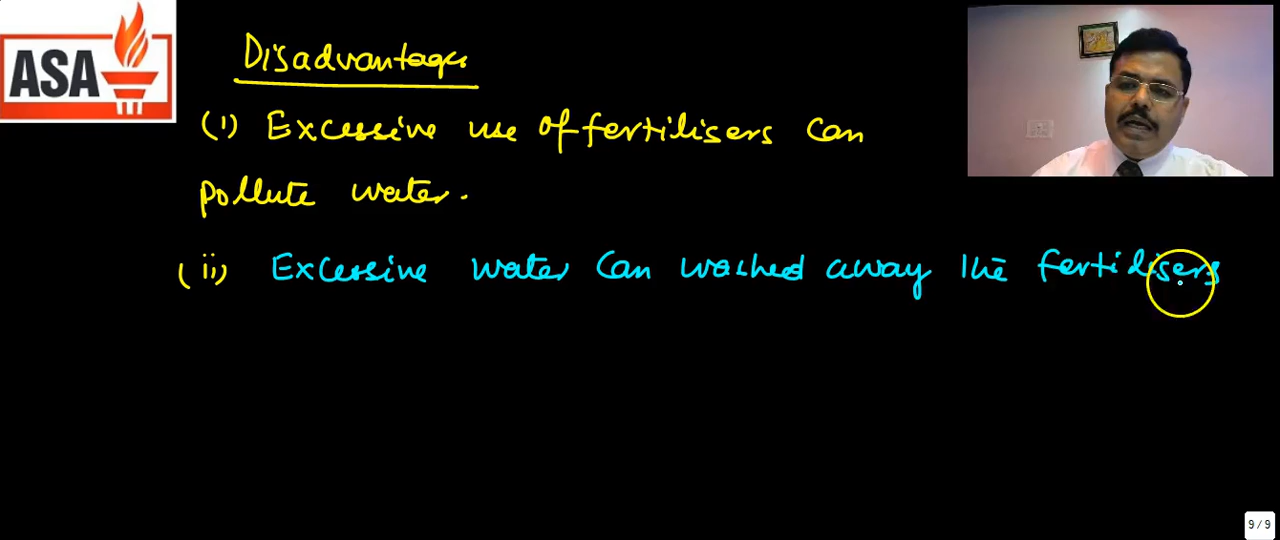 ASA
Disadvantages
(i) Excessive use of fertilisers can
pollute water.
(ii) Excessive water can washed away the fertilisers
9/9